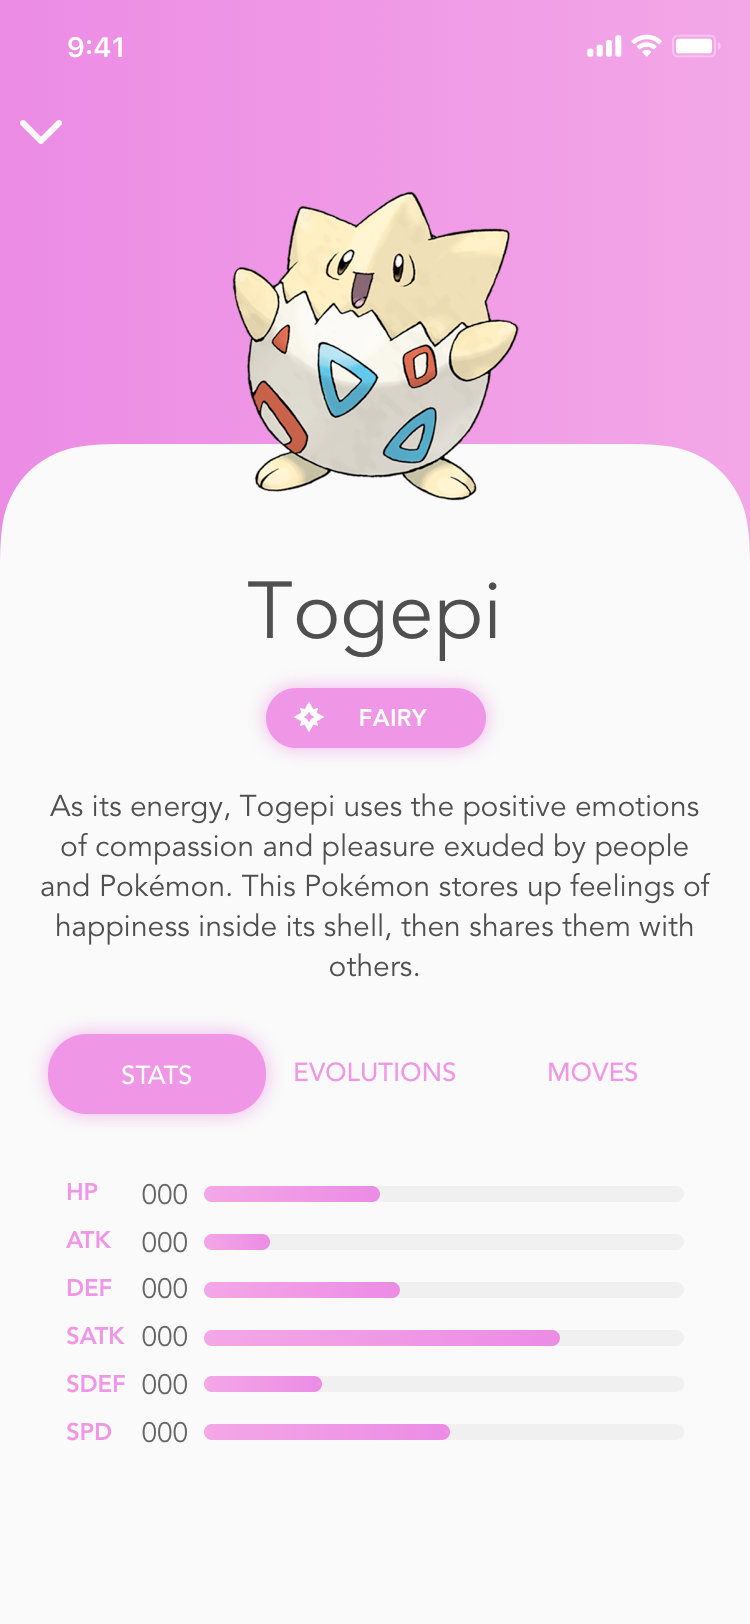 9:41
Togepi
FAIRY
As its energy, Togepi uses the positive emotions
of compassion and pleasure exuded by people
and Pokémon. This Pokémon stores up feelings of
happiness inside its shell, then shares them with
others.
STATS EVOLUTIONS MOVES
HP 000
ATK 000
DEF 000
SATK 000
SDEF 000
SPD 000